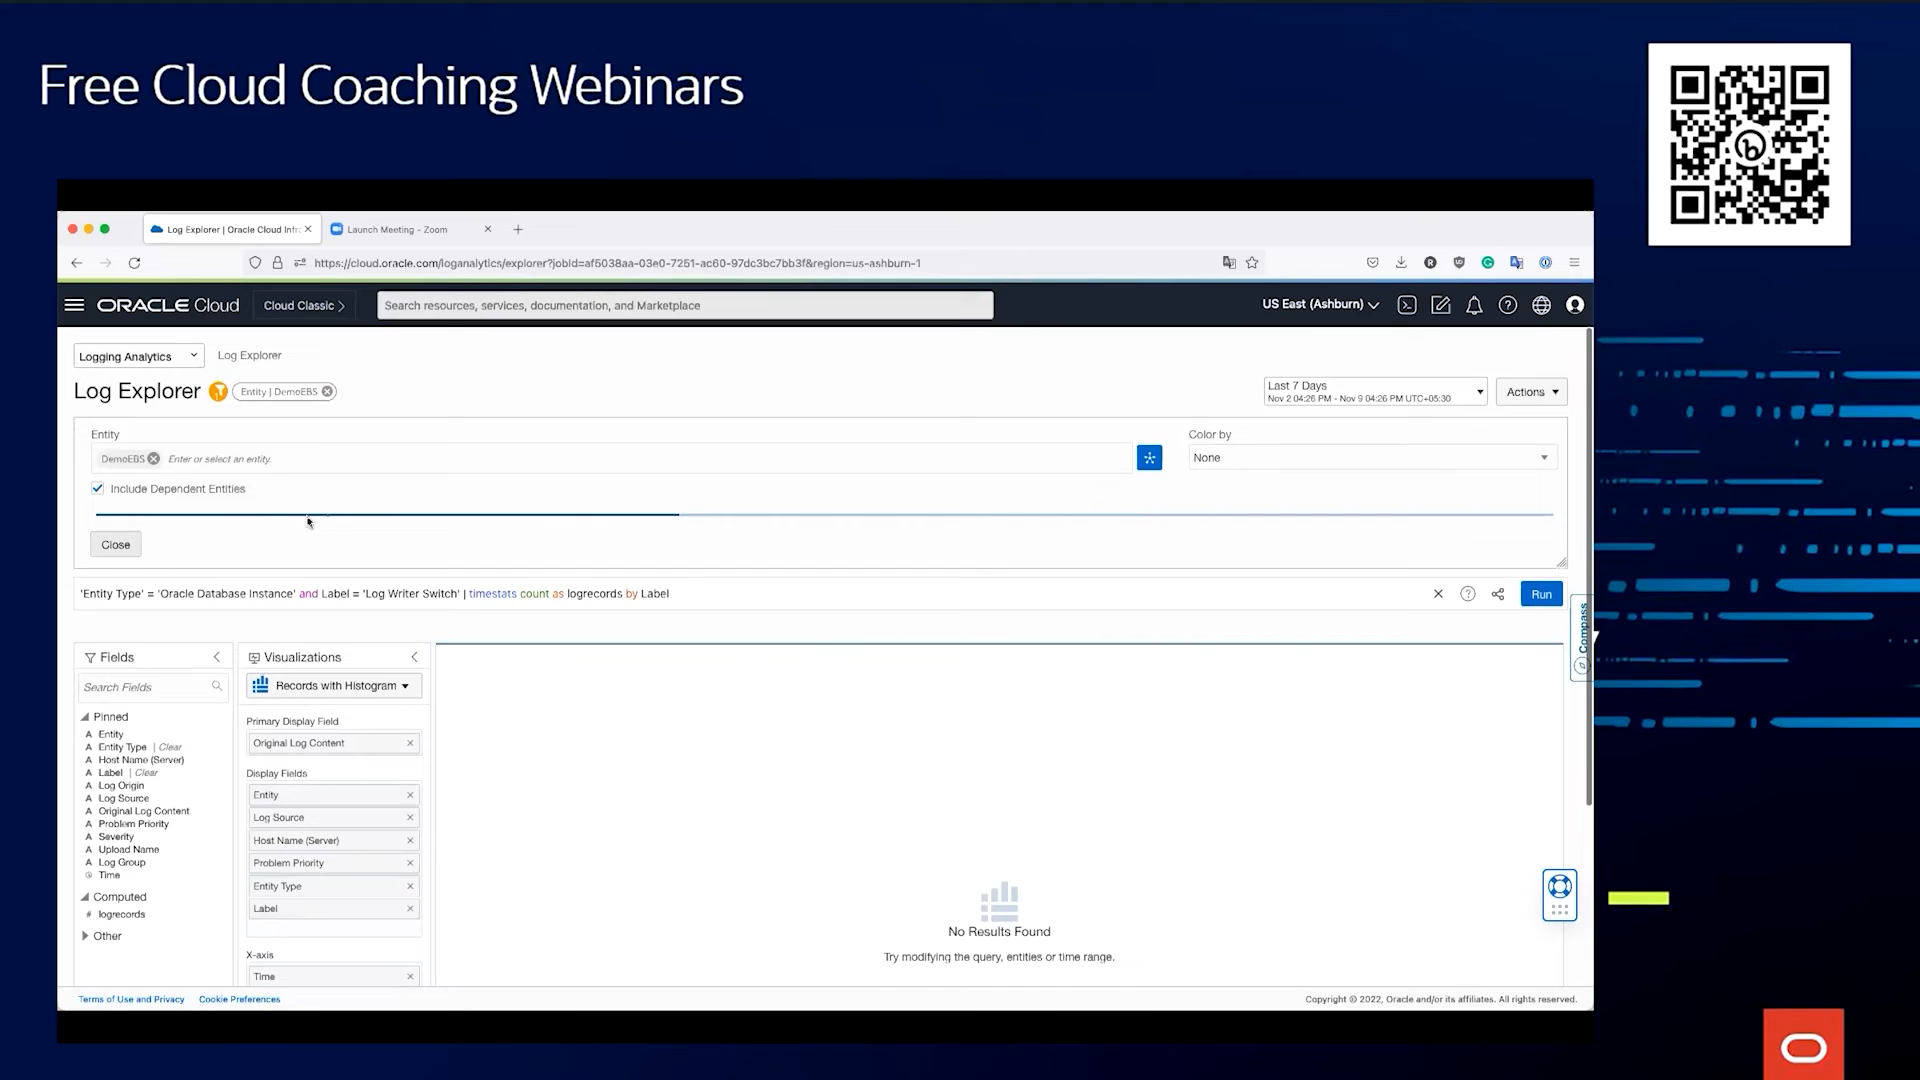 Free Cloud Coaching Webinars
Log Explorer | Oracle Cloud Infr
Launch Meeting - Zoom
https://cloud.oracle.com/loganalytics/explorer?jobId=af5038aa-03e0-7251-ac60-97dc3bc7bb3f&region=us-ashburn-1
ORACLE Cloud
Cloud Classic
Search resources, services, documentation, and Marketplace
US East (Ashburn)
Logging Analytics
Log Explorer
Log Explorer
Entity | DemoEBS
Last 7 Days
Nov 2 04:26 PM - Nov 9 04:26 PM UTC+05:30
Actions
Entity
Color by
DemoEBS
Enter or select an entity.
None
Include Dependent Entities
Close
'Entity Type' = 'Oracle Database Instance' and Label = 'Log Writer Switch' | timestats count as logrecords by Label
Run
Compass
Fields
Search Fields
Pinned
A Entity
A Entity Type | Clear
A Host Name (Server)
A Label | Clear
A Log Origin
A Log Source
A Original Log Content
A Problem Priority
A Severity
A Upload Name
A Log Group
Time
Computed
# logrecords
Other
Visualizations
Records with Histogram
Primary Display Field
Original Log Content
Display Fields
Entity
Log Source
Host Name (Server)
Problem Priority
Entity Type
Label
X-axis
Time
No Results Found
Try modifying the query, entities or time range.
Terms of Use and Privacy
Cookie Preferences
Copyright © 2022, Oracle and/or its affiliates. All rights reserved.